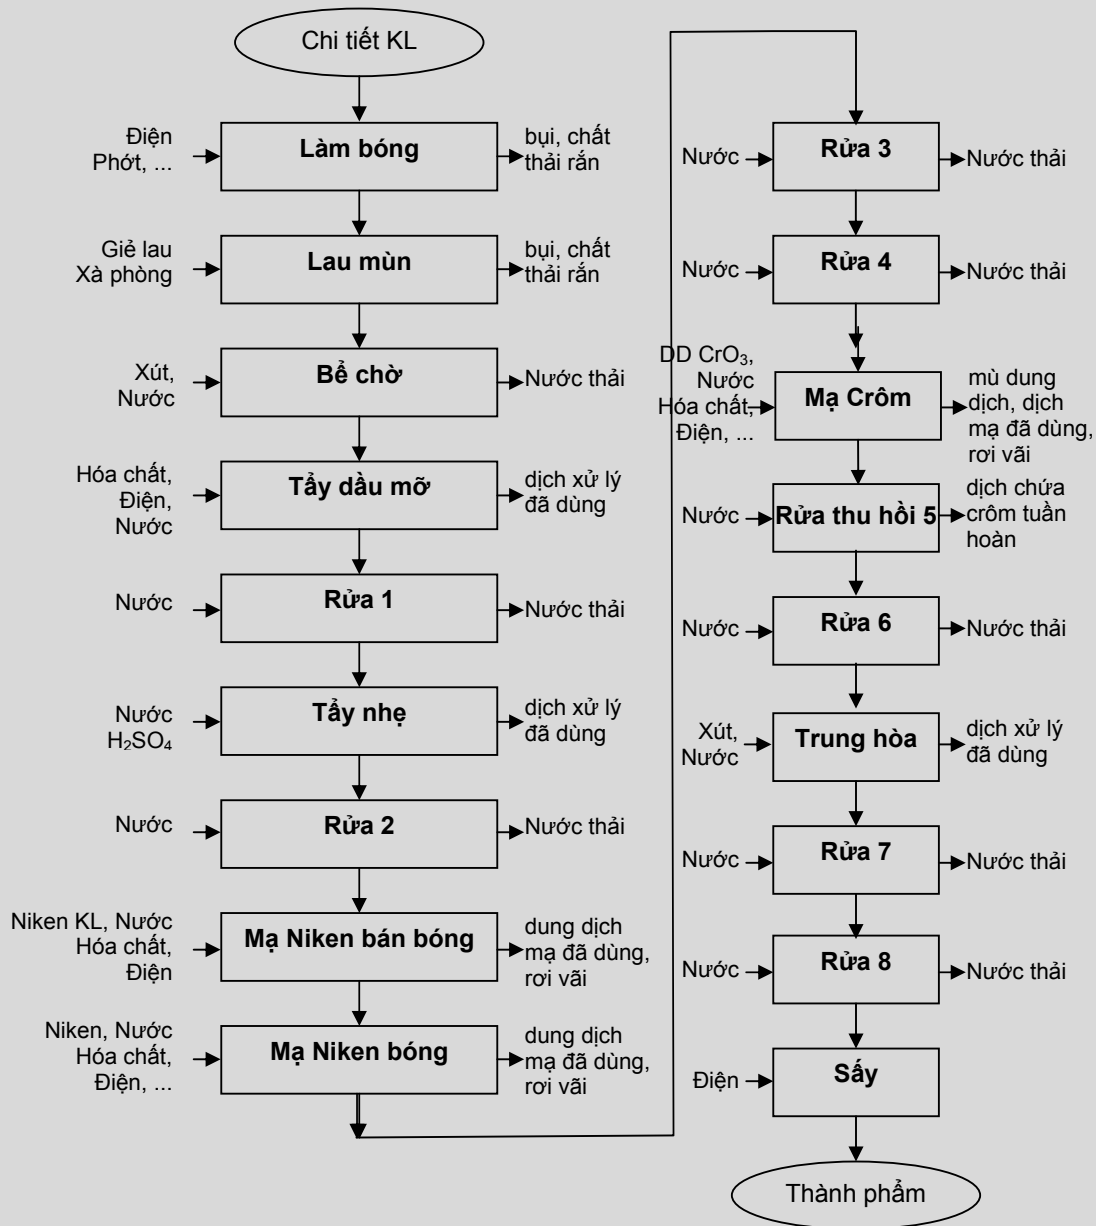 Chi tiết KL
Điện
Phớt, ...
Làm bóng
bụi, chất
thải rắn
Giẻ lau
Xà phòng
Lau mùn
bụi, chất
thải rắn
Xút,
Nước
Bể chờ
Nước thải
Hóa chất,
Điện,
Nước
Tẩy dầu mỡ
dịch xử lý
đã dùng
Nước
Rửa 1
Nước thải
Nước
H₂SO₄
Tẩy nhẹ
dịch xử lý
đã dùng
Nước
Rửa 2
Nước thải
Niken KL, Nước
Hóa chất,
Điện
Mạ Niken bán bóng
dung dịch
mạ đã dùng,
rơi vãi
Niken, Nước
Hóa chất,
Điện, ...
Mạ Niken bóng
dung dịch
mạ đã dùng,
rơi vãi
Nước
Rửa 3
Nước thải
Nước
Rửa 4
Nước thải
DD CrO₃,
Nước
Hóa chất,
Điện, ...
Mạ Crôm
mù dung
dịch, dịch
mạ đã dùng,
rơi vãi
Nước
Rửa thu hồi 5
dịch chứa
crôm tuần
hoàn
Nước
Rửa 6
Nước thải
Xút,
Nước
Trung hòa
dịch xử lý
đã dùng
Nước
Rửa 7
Nước thải
Nước
Rửa 8
Nước thải
Điện
Sấy
Thành phẩm